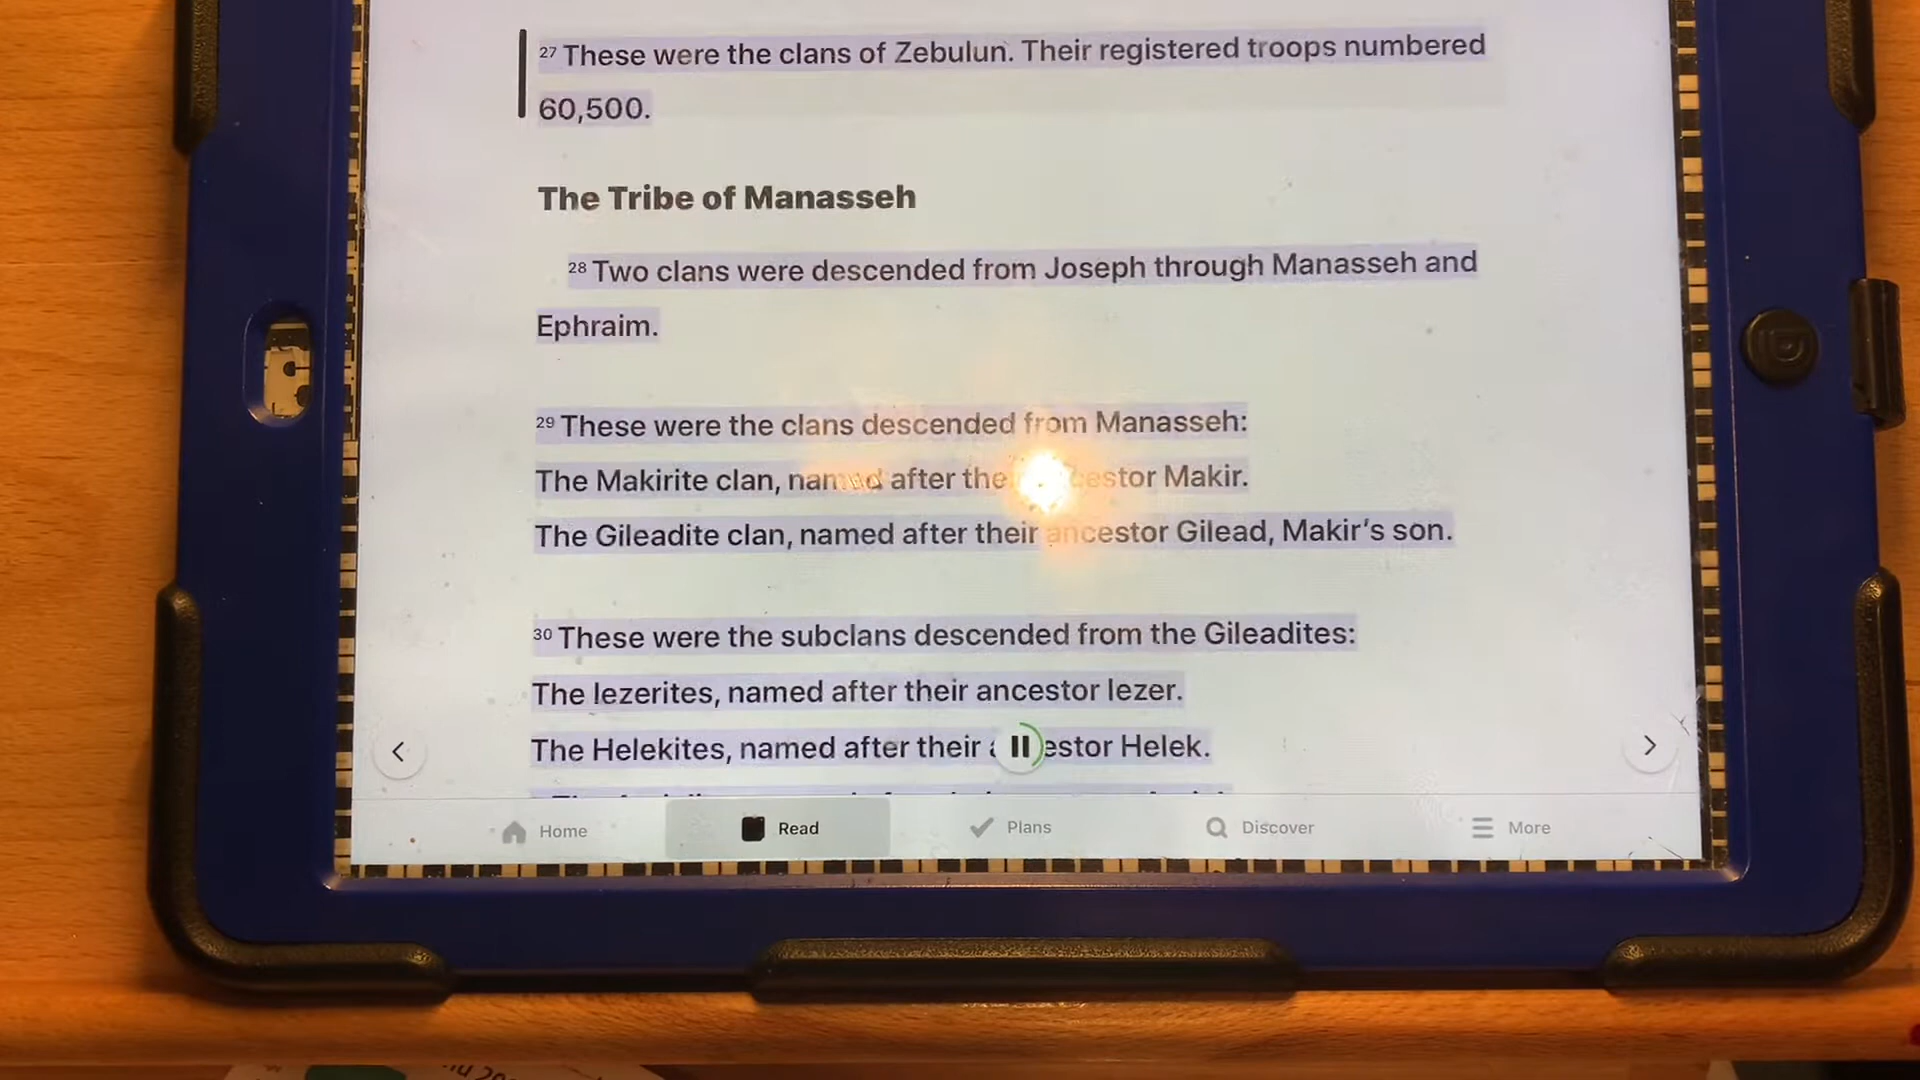 27 These were the clans of Zebulun. Their registered troops numbered
60,500.
The Tribe of Manasseh
28 Two clans were descended from Joseph through Manasseh and
Ephraim.
29 These were the clans descended from Manasseh:
The Makirite clan, named after the estor Makir.
The Gileadite clan, named after their ancestor Gilead, Makir's son.
30 These were the subclans descended from the Gileadites:
The Iezerites, named after their ancestor Iezer.
The Helekites, named after their estor Helek.
Home Read Plans Discover More